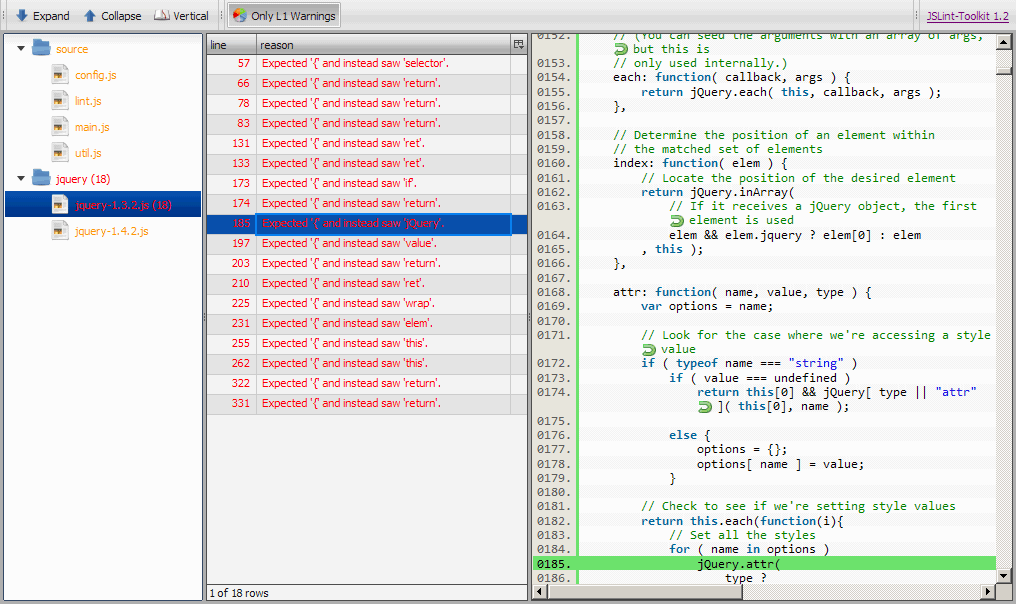 Expand Collapse Vertical Only L1 Warnings JSLint-Toolkit 1.2
source
config.js
lint.js
main.js
util.js
jquery (18)
jquery-1.3.2.js (18)
jquery-1.4.2.js
line reason
57 Expected '{' and instead saw 'selector'.
66 Expected '{' and instead saw 'return'.
78 Expected '{' and instead saw 'return'.
83 Expected '{' and instead saw 'return'.
131 Expected '{' and instead saw 'ret'.
133 Expected '{' and instead saw 'ret'.
173 Expected '{' and instead saw 'if'.
174 Expected '{' and instead saw 'return'.
185 Expected '{' and instead saw 'jQuery'.
197 Expected '{' and instead saw 'value'.
203 Expected '{' and instead saw 'return'.
210 Expected '{' and instead saw 'ret'.
225 Expected '{' and instead saw 'wrap'.
231 Expected '{' and instead saw 'elem'.
255 Expected '{' and instead saw 'this'.
262 Expected '{' and instead saw 'this'.
322 Expected '{' and instead saw 'return'.
331 Expected '{' and instead saw 'return'.
1 of 18 rows
0152. // (You can seed the arguments with an array of args,
but this is
0153. // only used internally.)
0154. each: function( callback, args ) {
0155. return jQuery.each( this, callback, args );
0156. },
0157.
0158. // Determine the position of an element within
0159. // the matched set of elements
0160. index: function( elem ) {
0161. // Locate the position of the desired element
0162. return jQuery.inArray(
0163. // If it receives a jQuery object, the first
element is used
0164. elem && elem.jquery ? elem[0] : elem
0165. , this );
0166. },
0167.
0168. attr: function( name, value, type ) {
0169. var options = name;
0170.
0171. // Look for the case where we're accessing a style
value
0172. if ( typeof name === "string" )
0173. if ( value === undefined )
0174. return this[0] && jQuery[ type || "attr"
]( this[0], name );
0175.
0176. else {
0177. options = {};
0178. options[ name ] = value;
0179. }
0180.
0181. // Check to see if we're setting style values
0182. return this.each(function(i){
0183. // Set all the styles
0184. for ( name in options )
0185. jQuery.attr(
0186. type ?